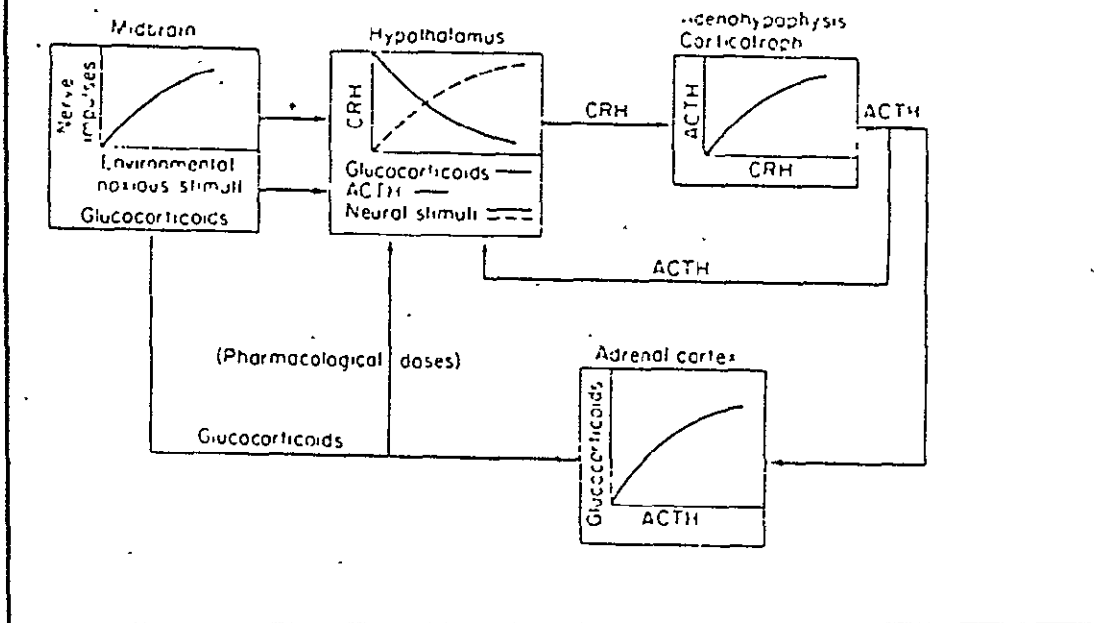 Midbrain
Nerve
impulses
Environmental
noxious stimuli
Glucocorticoids
Hypothalamus
CRH
Glucocorticoids
ACTH
Neural stimuli
CRH
Adenohypophysis
Corticotroph
ACTH
CRH
ACTH
ACTH
(Pharmacological doses)
Glucocorticoids
Adrenal cortex
Glucocorticoids
ACTH